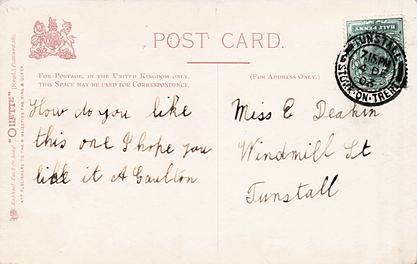 POST CARD.
FOR POSTAGE, IN THE UNITED KINGDOM ONLY,
THIS SPACE MAY BE USED FOR CORRESPONDENCE.
(FOR ADDRESS ONLY.)
HALF PENNY
TUNSTALL
STOKE-ON-TRENT
"OILETTE"
How do you like
this one I hope you
like it A Gaulton
Miss E Deakin
Windmill St
Tunstall